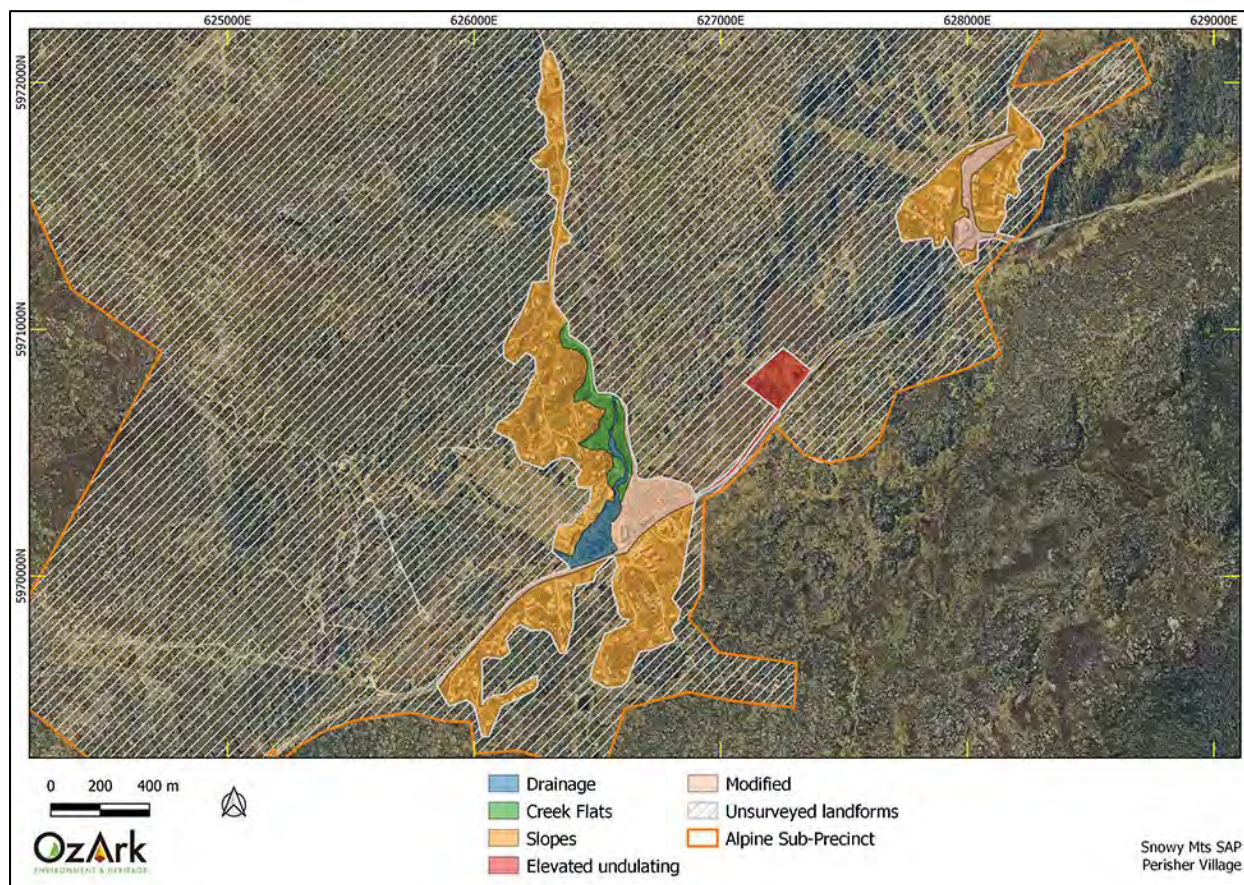 625000E 626000E 627000E 628000E 629000E
5972000N
5971000N
5970000N
0 200 400 m
OzArk
ENVIRONMENT & HERITAGE
Drainage
Creek Flats
Slopes
Elevated undulating
Modified
Unsurveyed landforms
Alpine Sub-Precinct
Snowy Mts SAP
Perisher Village